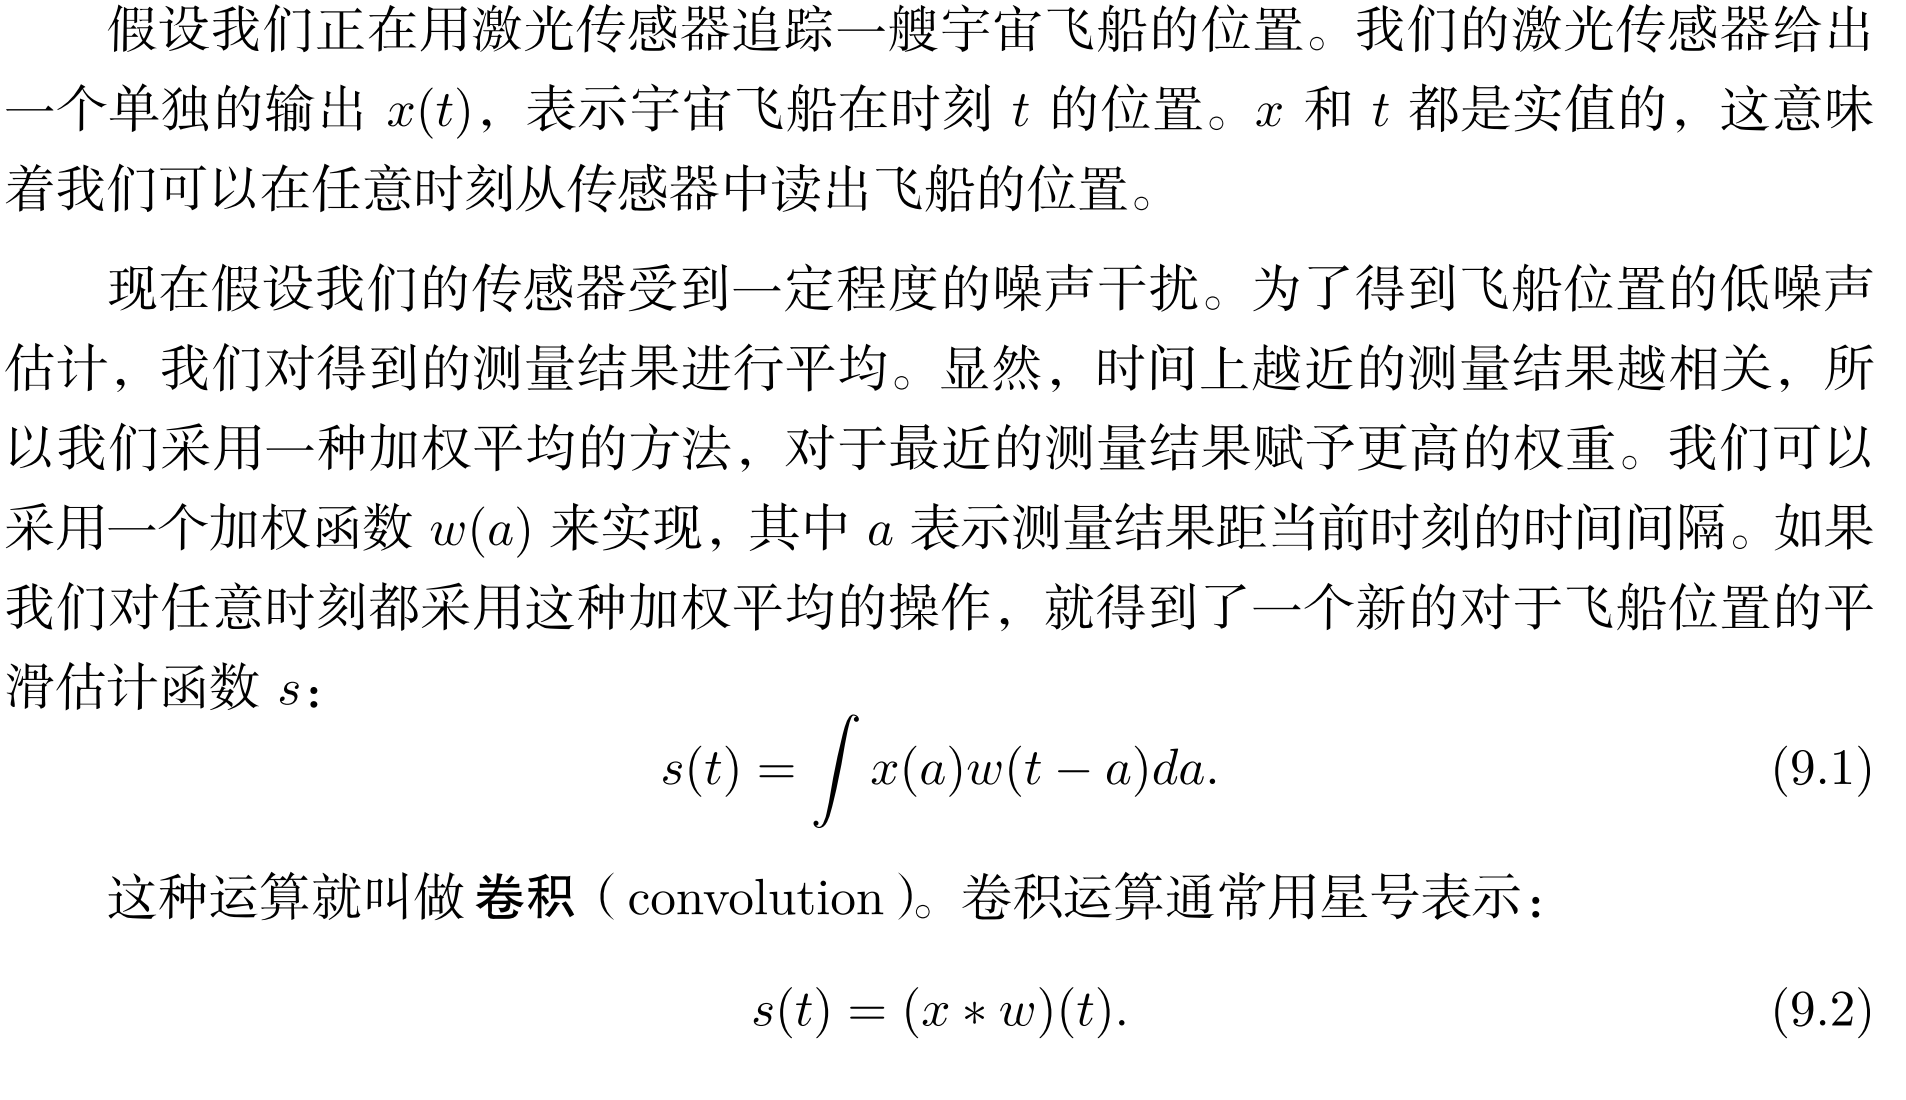 假设我们正在用激光传感器追踪一艘宇宙飞船的位置。我们的激光传感器给出
一个单独的输出 x(t)，表示宇宙飞船在时刻 t 的位置。x 和 t 都是实值的，这意味
着我们可以在任意时刻从传感器中读出飞船的位置。
现在假设我们的传感器受到一定程度的噪声干扰。为了得到飞船位置的低噪声
估计，我们对得到的测量结果进行平均。显然，时间上越近的测量结果越相关，所
以我们采用一种加权平均的方法，对于最近的测量结果赋予更高的权重。我们可以
采用一个加权函数 w(a) 来实现，其中 a 表示测量结果距当前时刻的时间间隔。如果
我们对任意时刻都采用这种加权平均的操作，就得到了一个新的对于飞船位置的平
滑估计函数 s：
s(t) = ∫ x(a)w(t − a)da. (9.1)
这种运算就叫做 卷积（convolution）。卷积运算通常用星号表示：
s(t) = (x ∗ w)(t). (9.2)